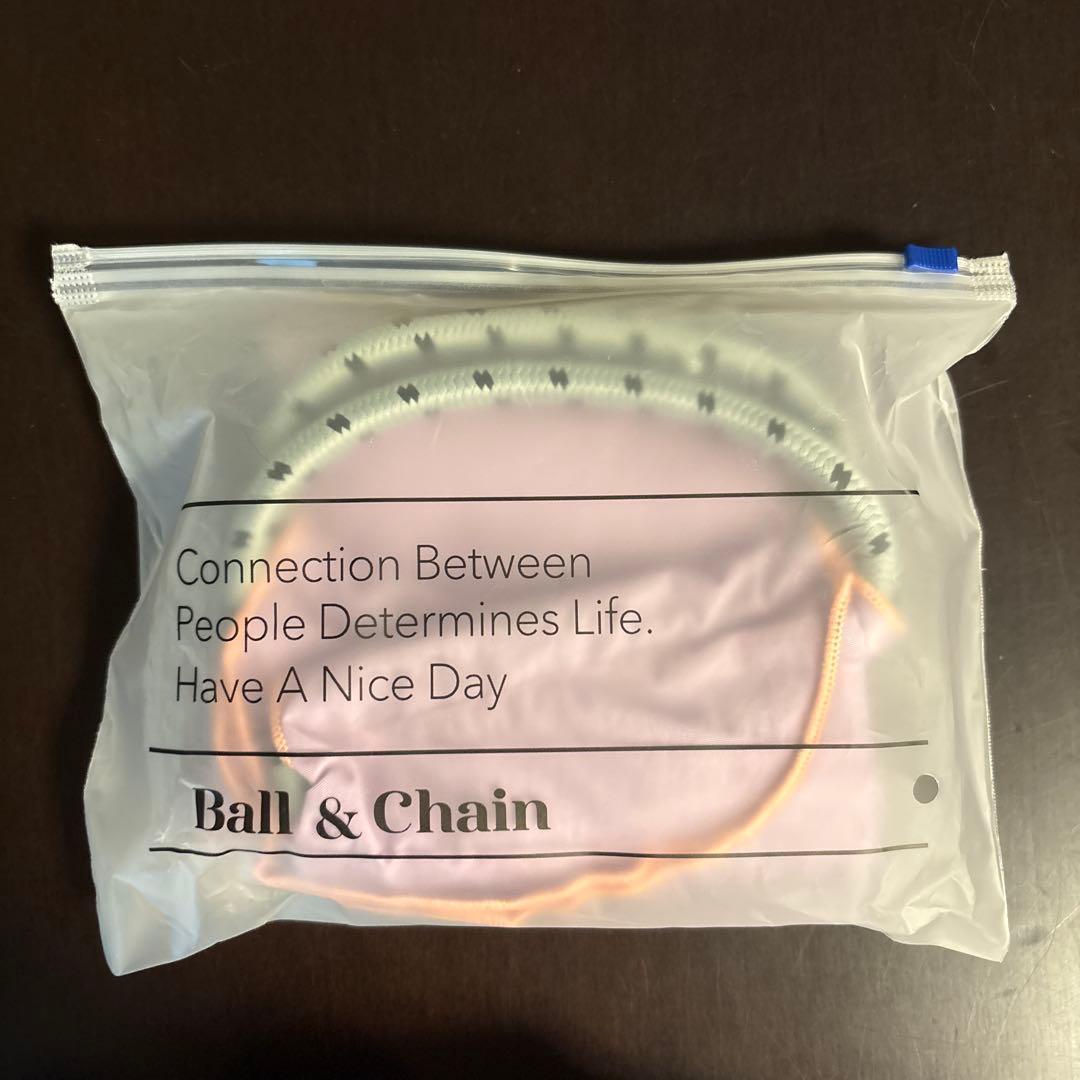 Connection Between
People Determines Life.
Have A Nice Day
Ball & Chain